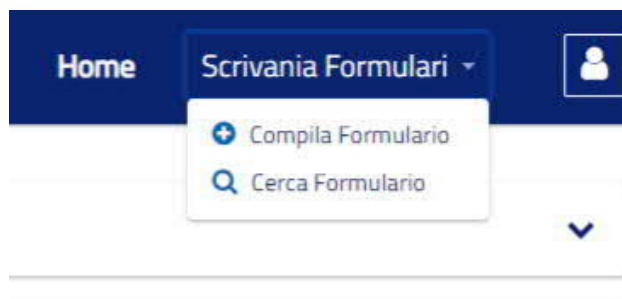 Home
Scrivania Formulari
Compila Formulario
Cerca Formulario